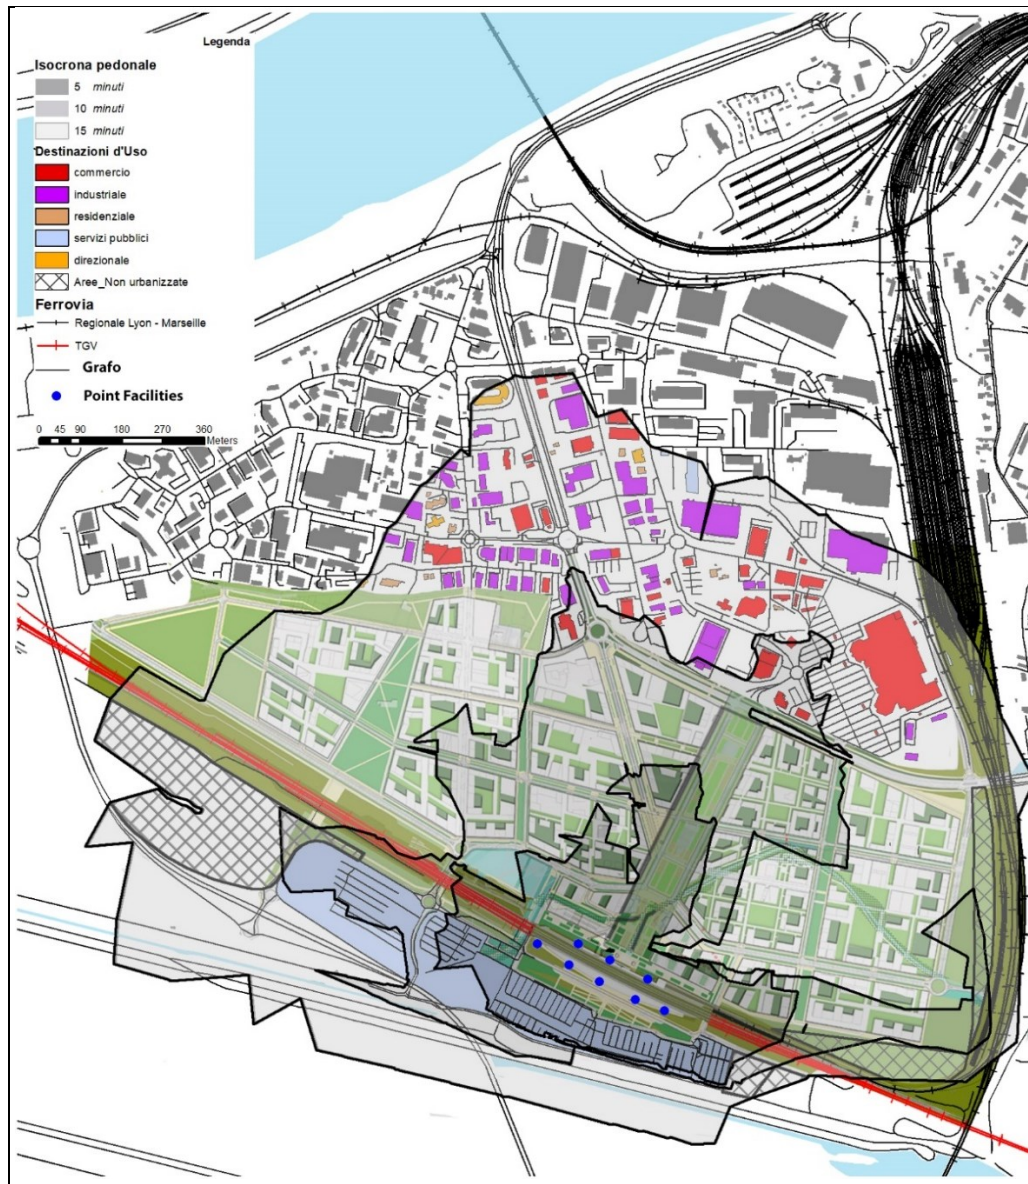 Legenda
Isocrona pedonale
5 minuti
10 minuti
15 minuti
Destinazioni d'Uso
commercio
industriale
residenziale
servizi pubblici
direzionale
Aree_Non urbanizzate
Ferrovia
Regionale Lyon - Marseille
TGV
Grafo
Point Facilities
0 45 90 180 270 360
Meters